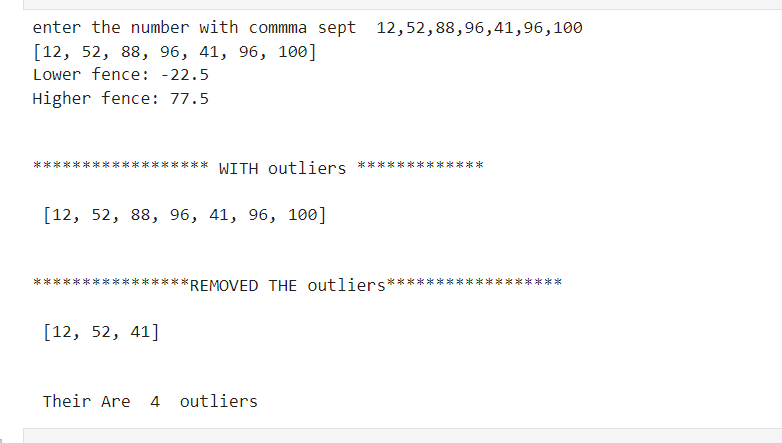 enter the number with commma sept  12,52,88,96,41,96,100
[12, 52, 88, 96, 41, 96, 100]
Lower fence: -22.5
Higher fence: 77.5
****************** WITH outliers *************
[12, 52, 88, 96, 41, 96, 100]
****************REMOVED THE outliers******************
[12, 52, 41]
Their Are  4  outliers